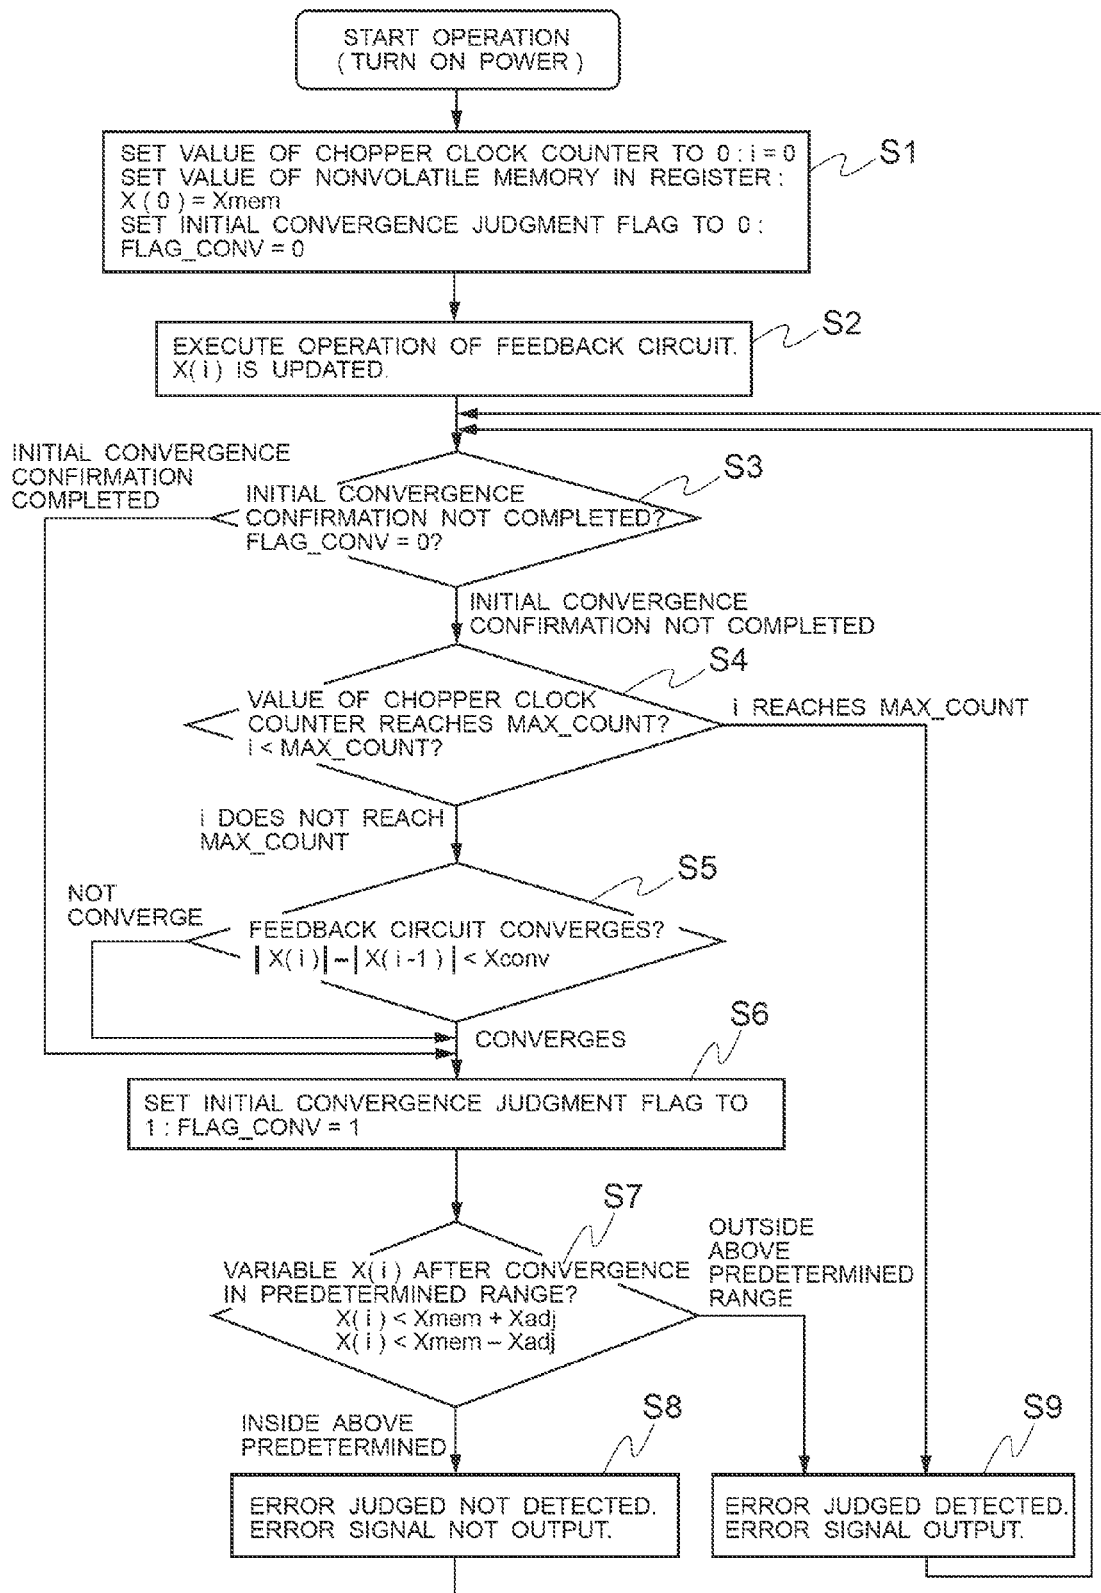 START OPERATION
( TURN ON POWER )
SET VALUE OF CHOPPER CLOCK COUNTER TO 0 : i = 0
SET VALUE OF NONVOLATILE MEMORY IN REGISTER :
X ( 0 ) = Xmem
SET INITIAL CONVERGENCE JUDGMENT FLAG TO 0 :
FLAG_CONV = 0
S1
EXECUTE OPERATION OF FEEDBACK CIRCUIT.
X( i ) IS UPDATED.
S2
INITIAL CONVERGENCE
CONFIRMATION
COMPLETED
S3
INITIAL CONVERGENCE
CONFIRMATION NOT COMPLETED?
FLAG_CONV = 0?
INITIAL CONVERGENCE
CONFIRMATION NOT COMPLETED
S4
VALUE OF CHOPPER CLOCK
COUNTER REACHES MAX_COUNT?
i < MAX_COUNT?
i REACHES MAX_COUNT
i DOES NOT REACH
MAX_COUNT
S5
NOT
CONVERGE
FEEDBACK CIRCUIT CONVERGES?
| X( i )| – | X( i -1 ) | < Xconv
CONVERGES
S6
SET INITIAL CONVERGENCE JUDGMENT FLAG TO
1 : FLAG_CONV = 1
S7
VARIABLE X( i ) AFTER CONVERGENCE
IN PREDETERMINED RANGE?
X( i ) < Xmem + Xadj
X( i ) < Xmem – Xadj
OUTSIDE
ABOVE
PREDETERMINED
RANGE
INSIDE ABOVE
PREDETERMINED
S8
ERROR JUDGED NOT DETECTED.
ERROR SIGNAL NOT OUTPUT.
S9
ERROR JUDGED DETECTED.
ERROR SIGNAL OUTPUT.